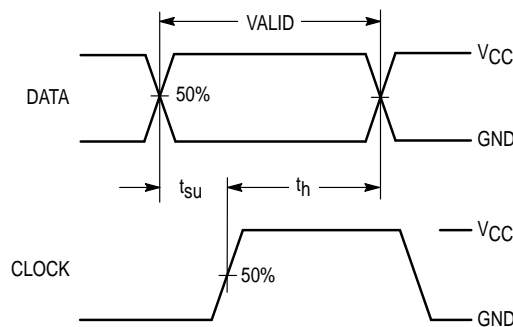 VALID
VCC
DATA
50%
GND
tsu
th
VCC
CLOCK
50%
GND